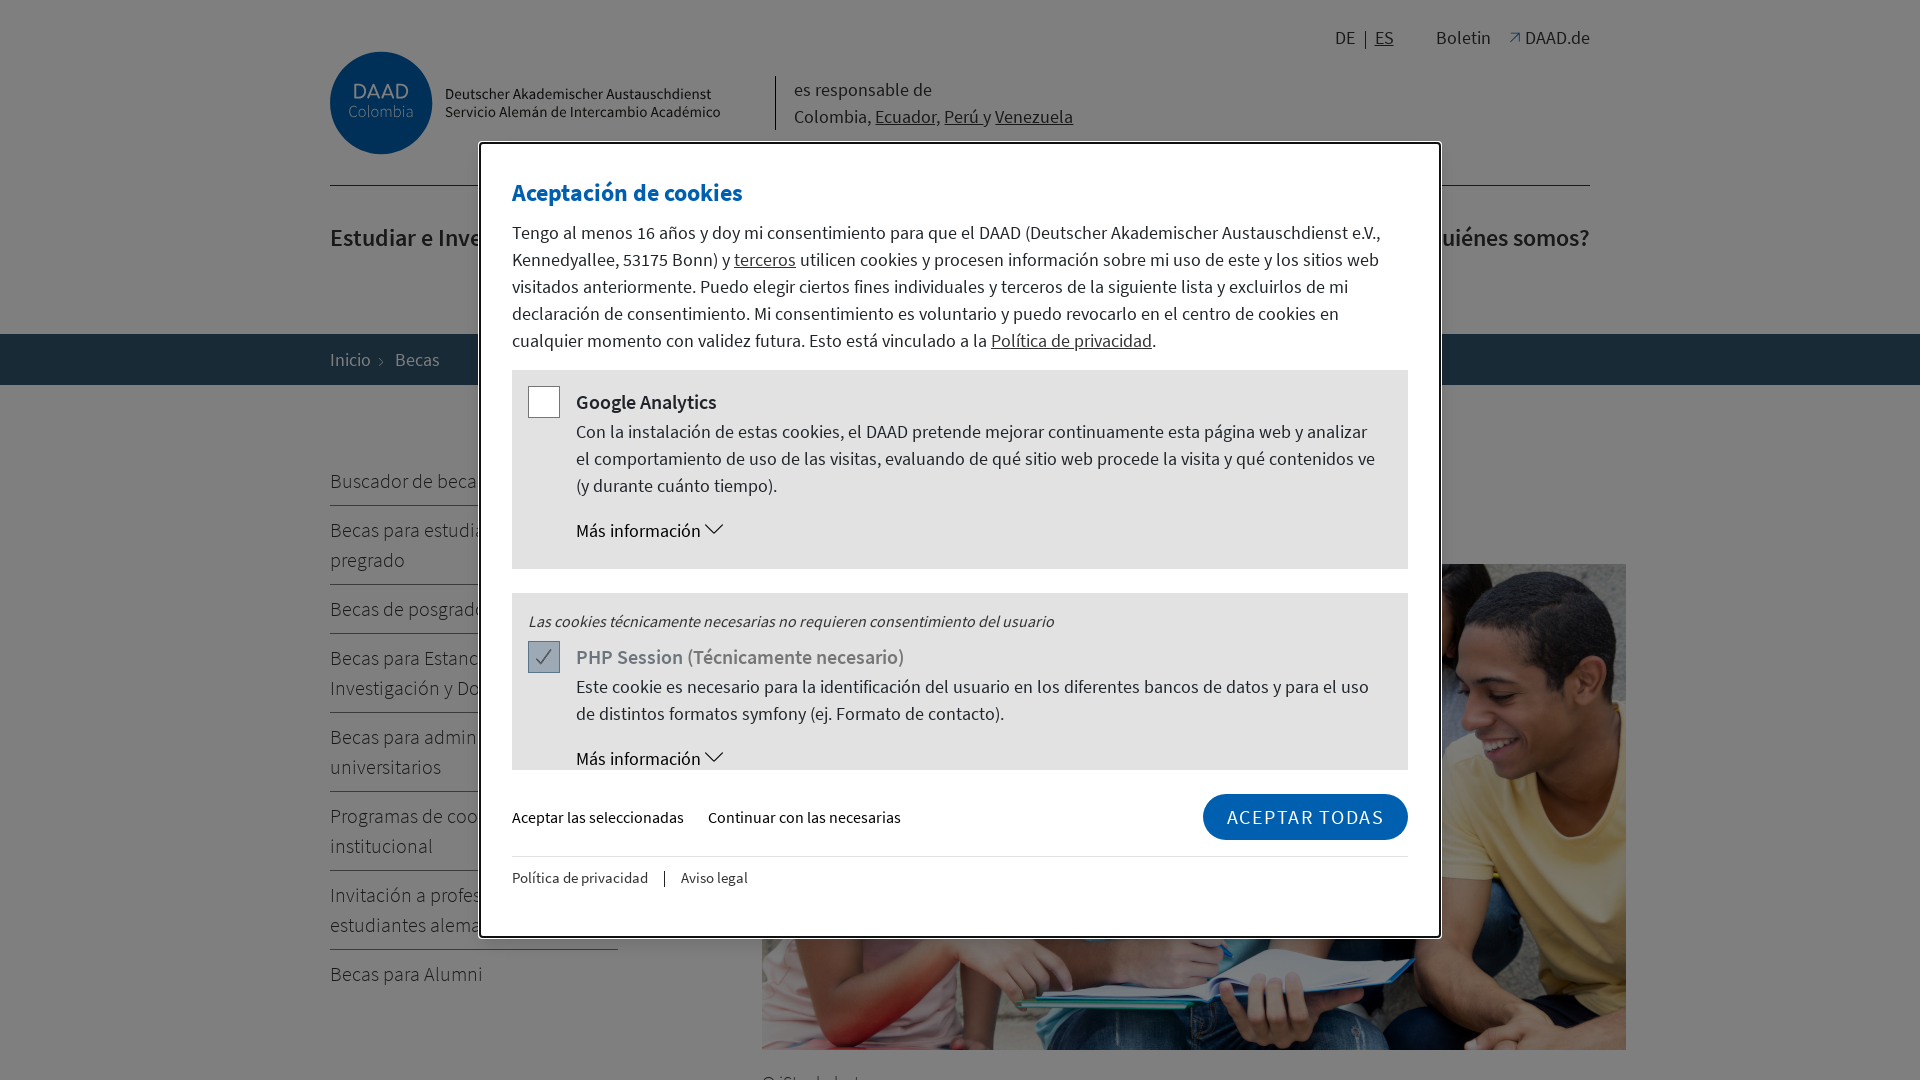 DE | ES Boletin DAAD.de
DAAD
Colombia
Deutscher Akademischer Austauschdienst
Servicio Alemán de Intercambio Académico
es responsable de
Colombia, Ecuador, Perú y Venezuela
Aceptación de cookies
Tengo al menos 16 años y doy mi consentimiento para que el DAAD (Deutscher Akademischer Austauschdienst e.V.,
Kennedyallee, 53175 Bonn) y terceros utilicen cookies y procesen información sobre mi uso de este y los sitios web
visitados anteriormente. Puedo elegir ciertos fines individuales y terceros de la siguiente lista y excluirlos de mi
declaración de consentimiento. Mi consentimiento es voluntario y puedo revocarlo en el centro de cookies en
cualquier momento con validez futura. Esto está vinculado a la Política de privacidad.
Google Analytics
Con la instalación de estas cookies, el DAAD pretende mejorar continuamente esta página web y analizar
el comportamiento de uso de las visitas, evaluando de qué sitio web procede la visita y qué contenidos ve
(y durante cuánto tiempo).
Más información
Las cookies técnicamente necesarias no requieren consentimiento del usuario
PHP Session (Técnicamente necesario)
Este cookie es necesario para la identificación del usuario en los diferentes bancos de datos y para el uso
de distintos formatos symfony (ej. Formato de contacto).
Más información
Aceptar las seleccionadas Continuar con las necesarias ACEPTAR TODAS
Política de privacidad | Aviso legal
Estudiar e Inve
uiénes somos?
Inicio Becas
Buscador de beca
Becas para estudia
pregrado
Becas de posgrado
Becas para Estanc
Investigación y Do
Becas para admin
universitarios
Programas de coo
institucional
Invitación a profes
estudiantes alema
Becas para Alumni